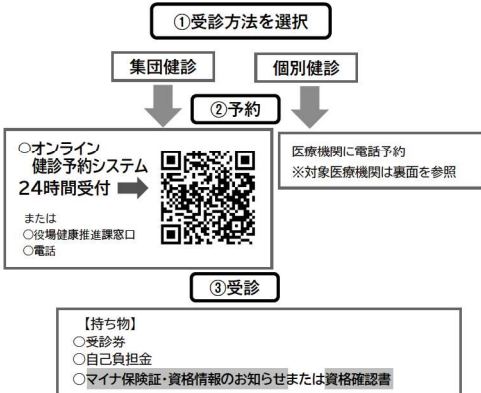 ①受診方法を選択
集団健診
個別健診
②予約
○オンライン
健診予約システム
24時間受付
または
○役場健康推進課窓口
○電話
医療機関に電話予約
※対象医療機関は裏面を参照
③受診
【持ち物】
○受診券
○自己負担金
○マイナ保険証・資格情報のお知らせまたは資格確認書